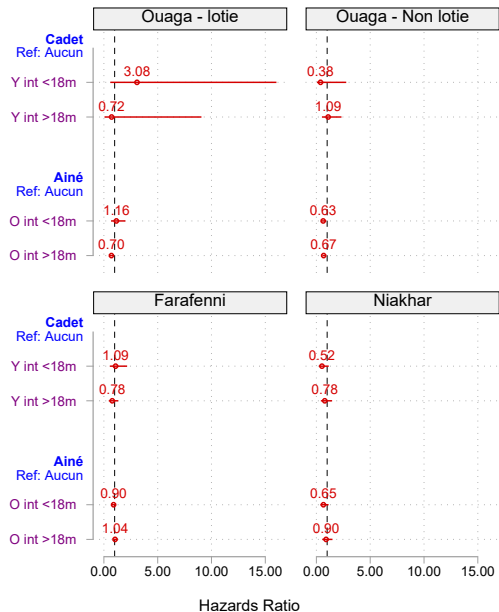 Ouaga - lotie
Ouaga - Non lotie
Cadet
Ref: Aucun
Y int <18m
3.08
0.38
Y int >18m
0.72
1.09
Ainé
Ref: Aucun
O int <18m
1.16
0.63
O int >18m
0.70
0.67
Farafenni
Niakhar
Cadet
Ref: Aucun
Y int <18m
1.09
0.52
Y int >18m
0.78
0.78
Ainé
Ref: Aucun
O int <18m
0.90
0.65
O int >18m
1.04
0.90
0.00 5.00 10.00 15.00
0.00 5.00 10.00 15.00
Hazards Ratio